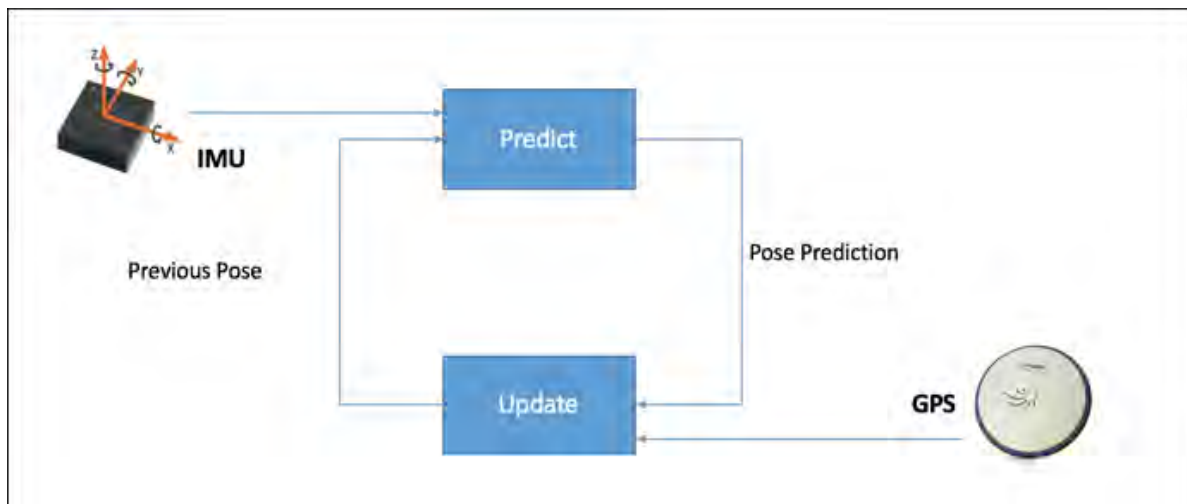 Z
Y
X
IMU
Predict
Previous Pose
Pose Prediction
Update
GPS